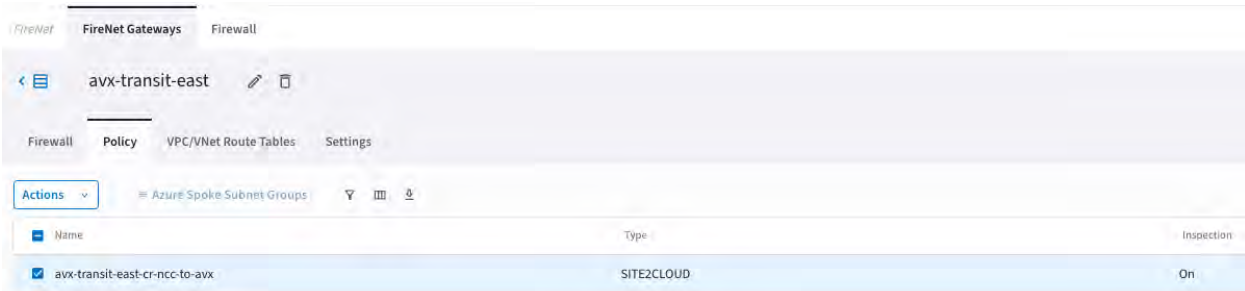 FireNet FireNet Gateways Firewall
avx-transit-east
Firewall Policy VPC/VNet Route Tables Settings
Actions Azure Spoke Subnet Groups
Name Type Inspection
avx-transit-east-cr-ncc-to-avx SITE2CLOUD On